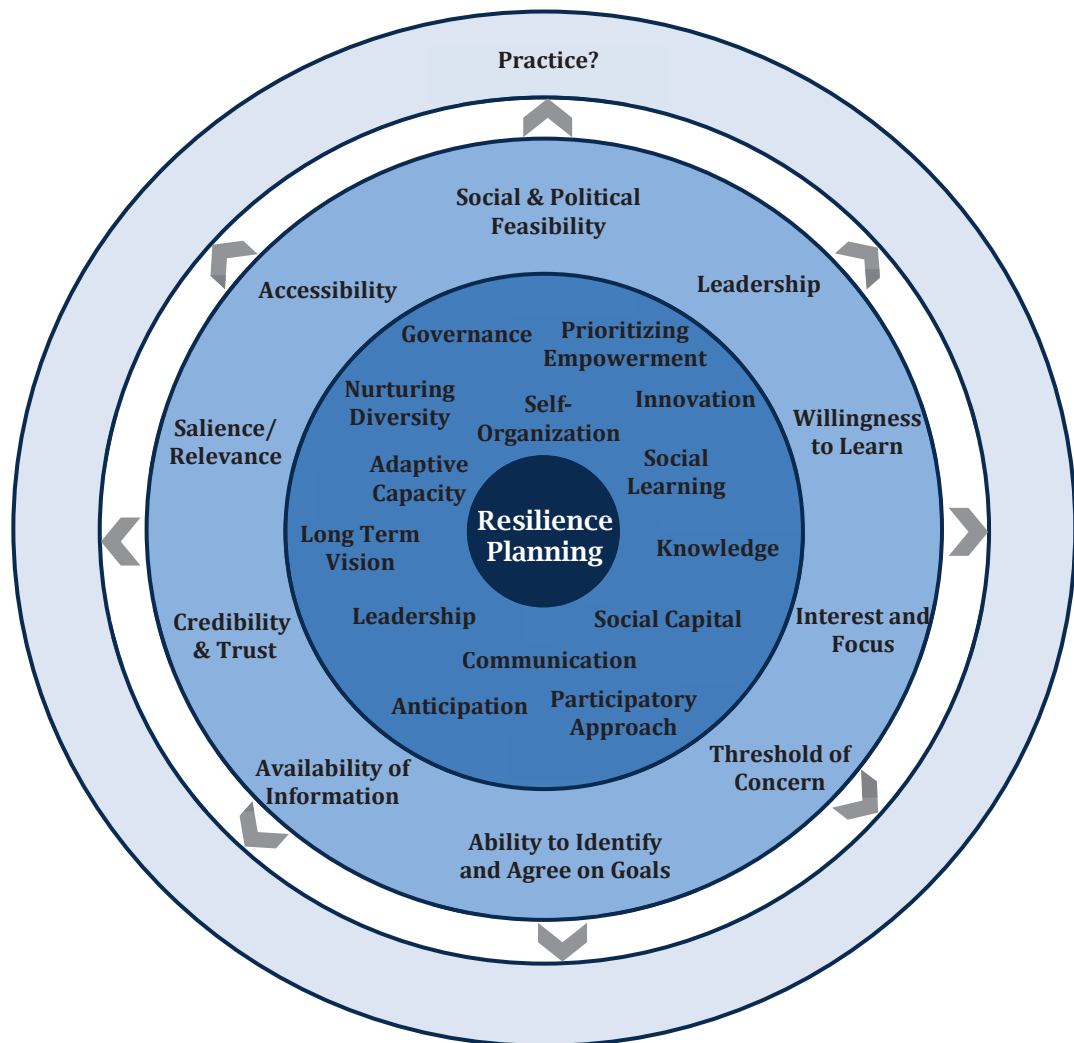 Practice?
Social & Political
Feasibility
Accessibility
Leadership
Governance
Prioritizing
Empowerment
Nurturing
Diversity
Self-
Organization
Innovation
Salience/
Relevance
Willingness
to Learn
Adaptive
Capacity
Social
Learning
Resilience
Planning
Long Term
Vision
Knowledge
Leadership
Social Capital
Credibility
& Trust
Interest and
Focus
Communication
Anticipation
Participatory
Approach
Availability of
Information
Threshold of
Concern
Ability to Identify
and Agree on Goals